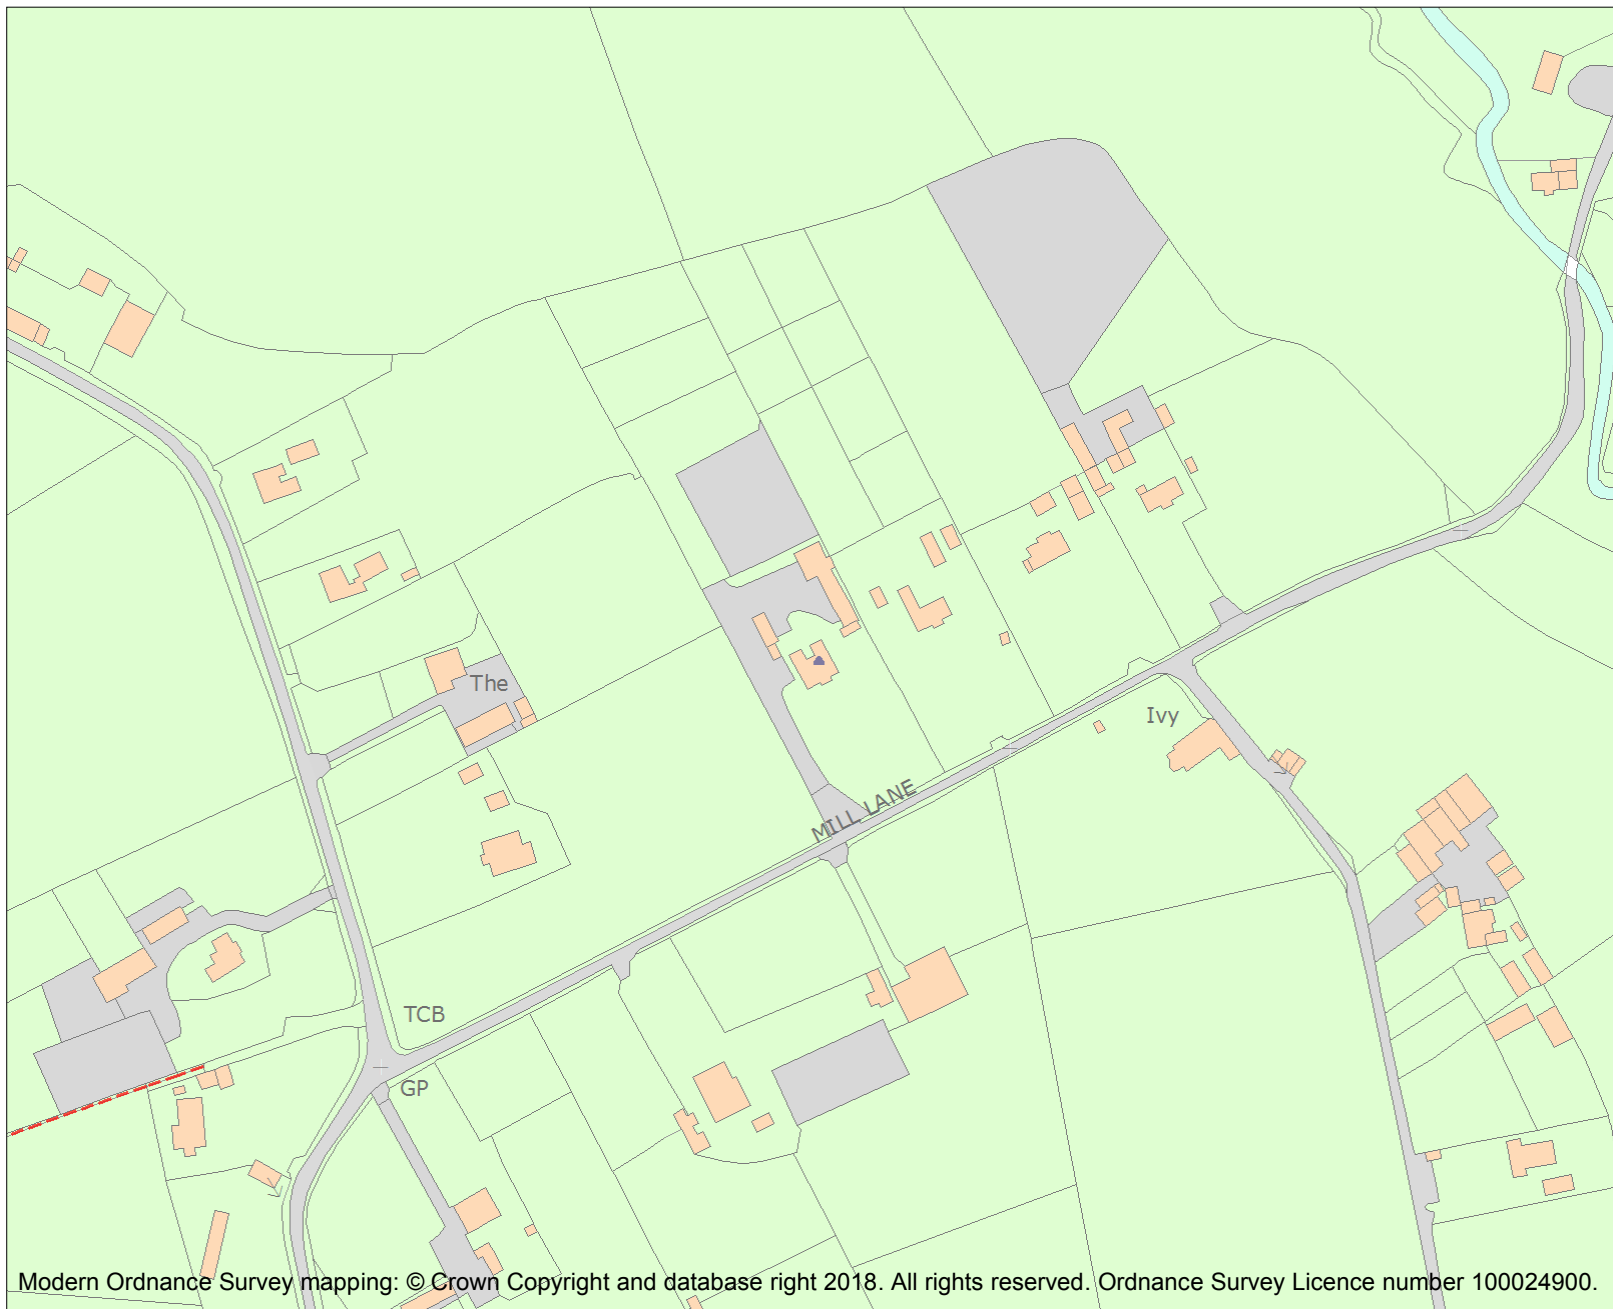 The
Ivy
MILL LANE
TCB
GP
Modern Ordnance Survey mapping: © Crown Copyright and database right 2018. All rights reserved. Ordnance Survey Licence number 100024900.